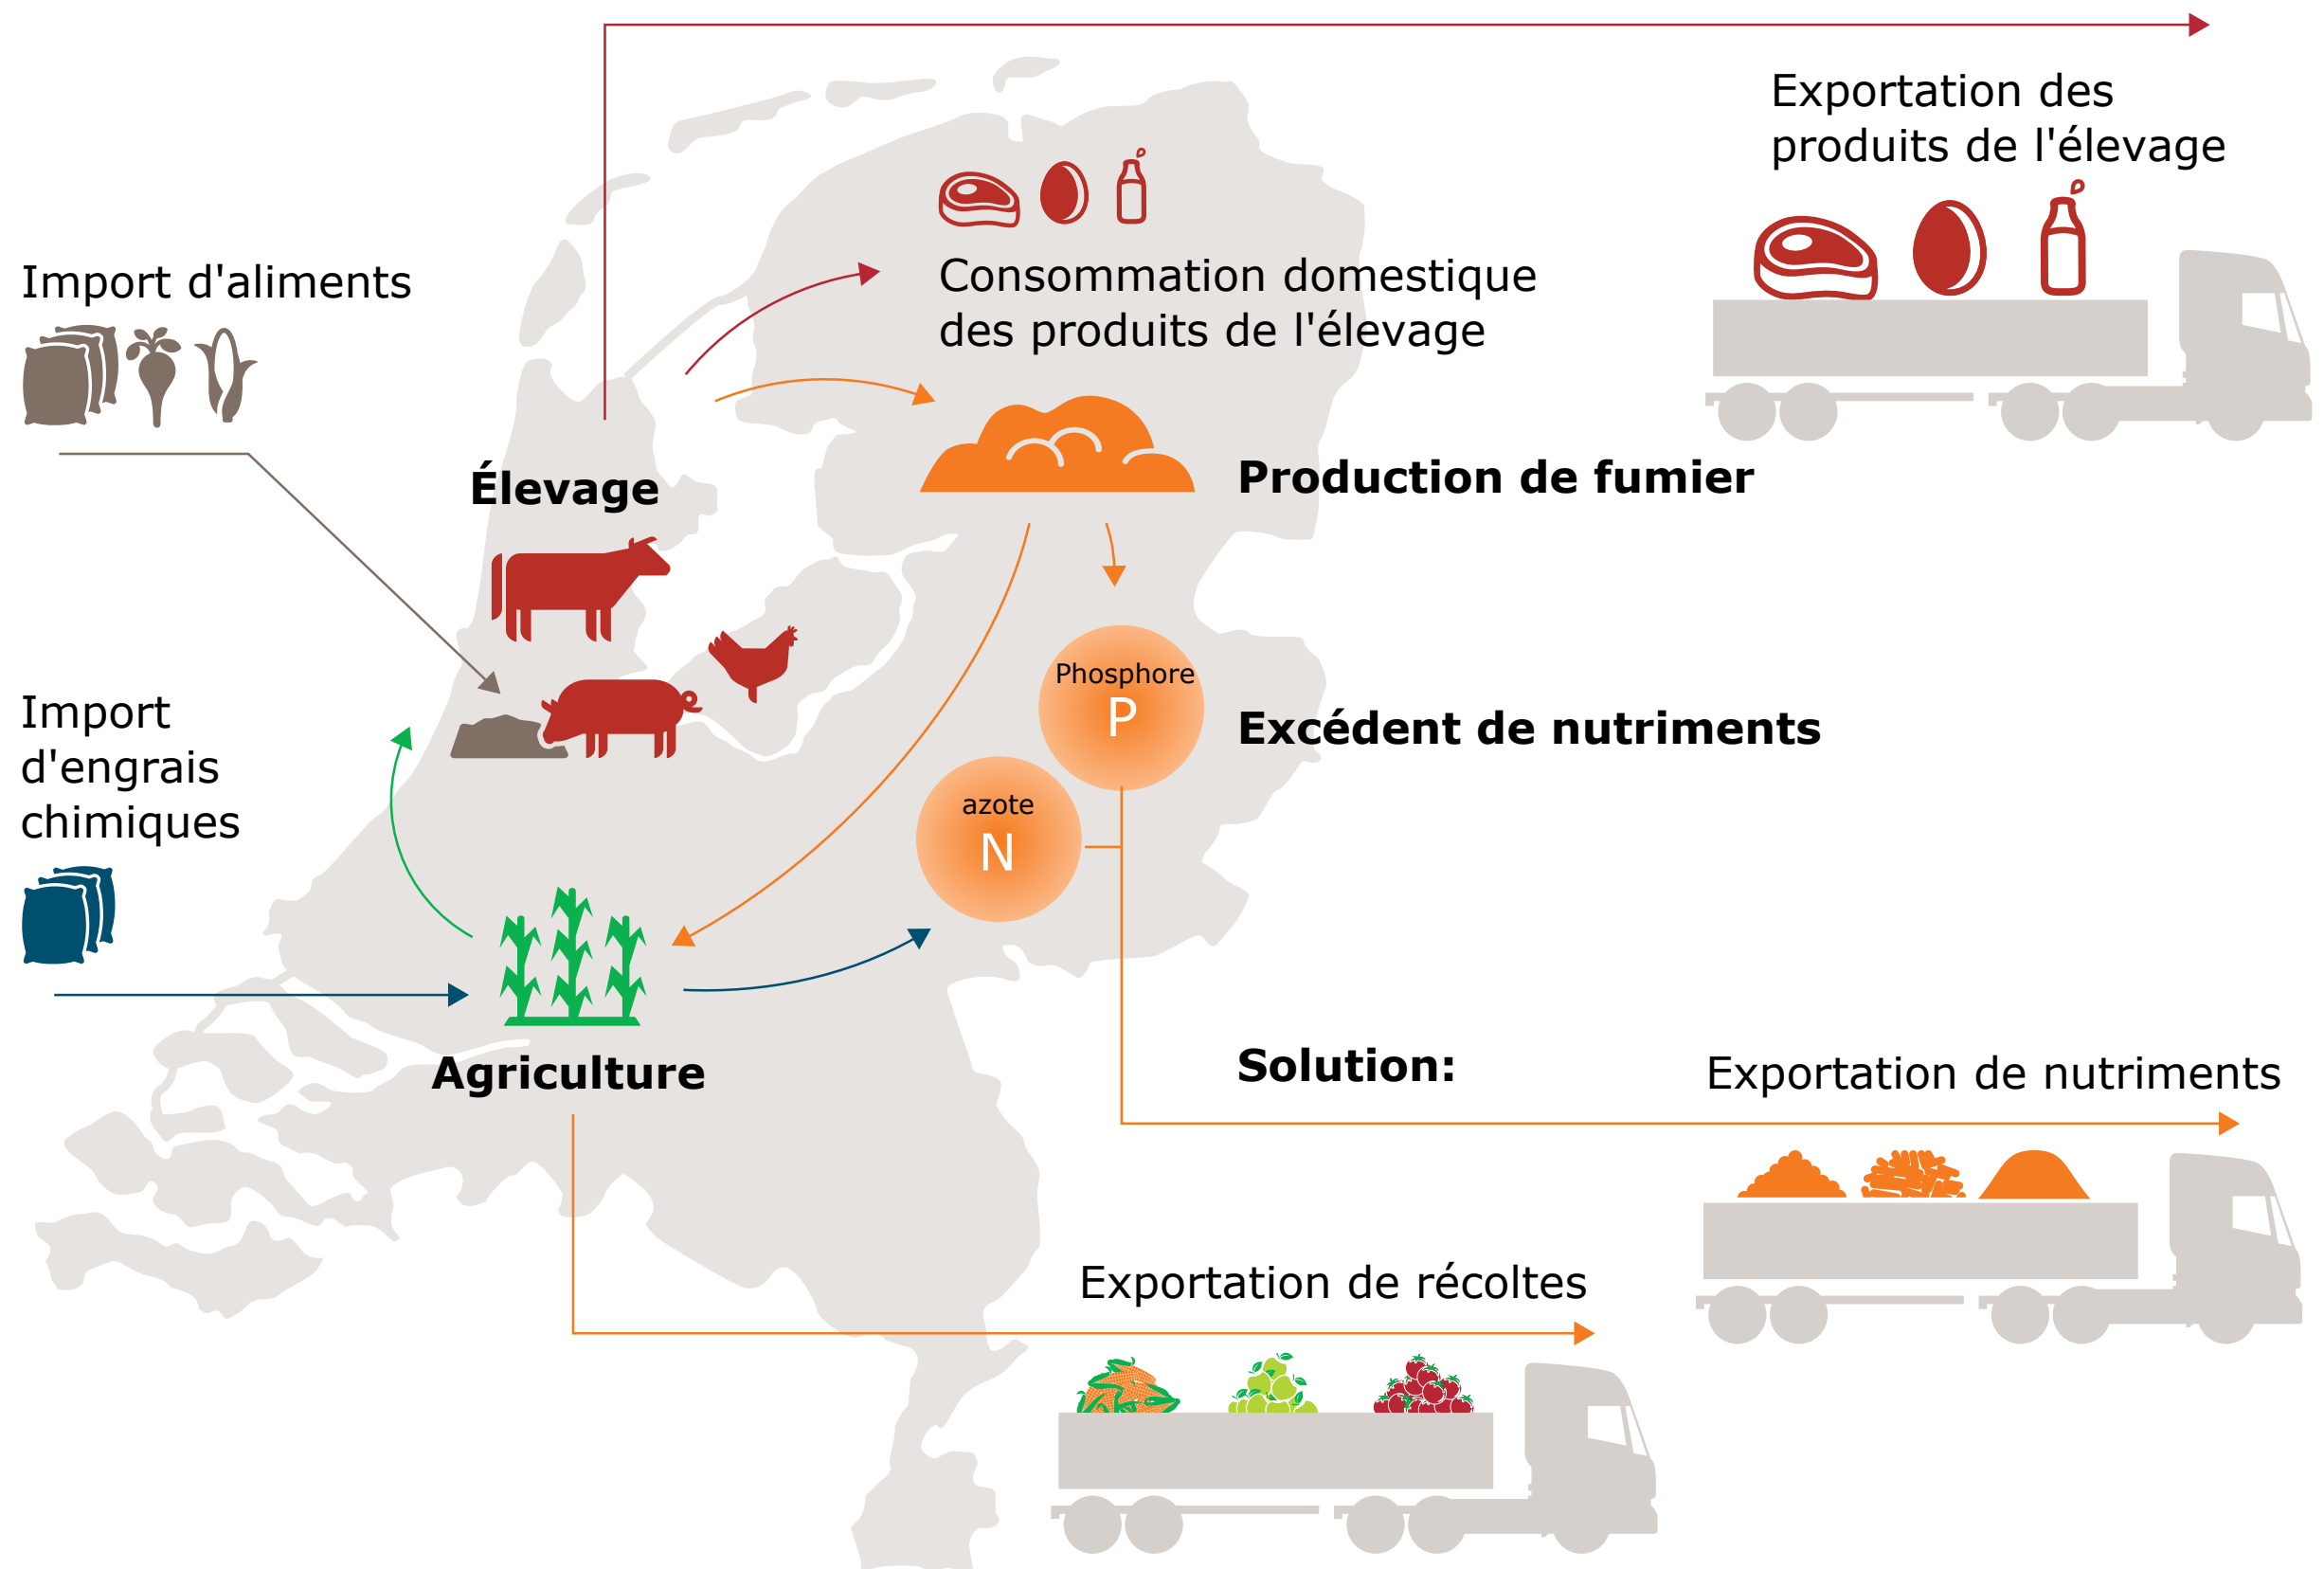 Exportation des
produits de l'élevage
Import d'aliments
Consommation domestique
des produits de l'élevage
Élevage
Production de fumier
Phosphore
P
Import
d'engrais
chimiques
Excédent de nutriments
azote
N
Agriculture
Solution:
Exportation de nutriments
Exportation de récoltes